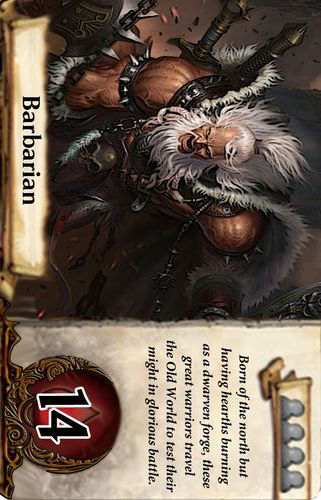 Barbarian
Born of the north but
having hearths burning
as a dwarven forge, these
great warriors travel
the Old World to test their
might in glorious battle.
14